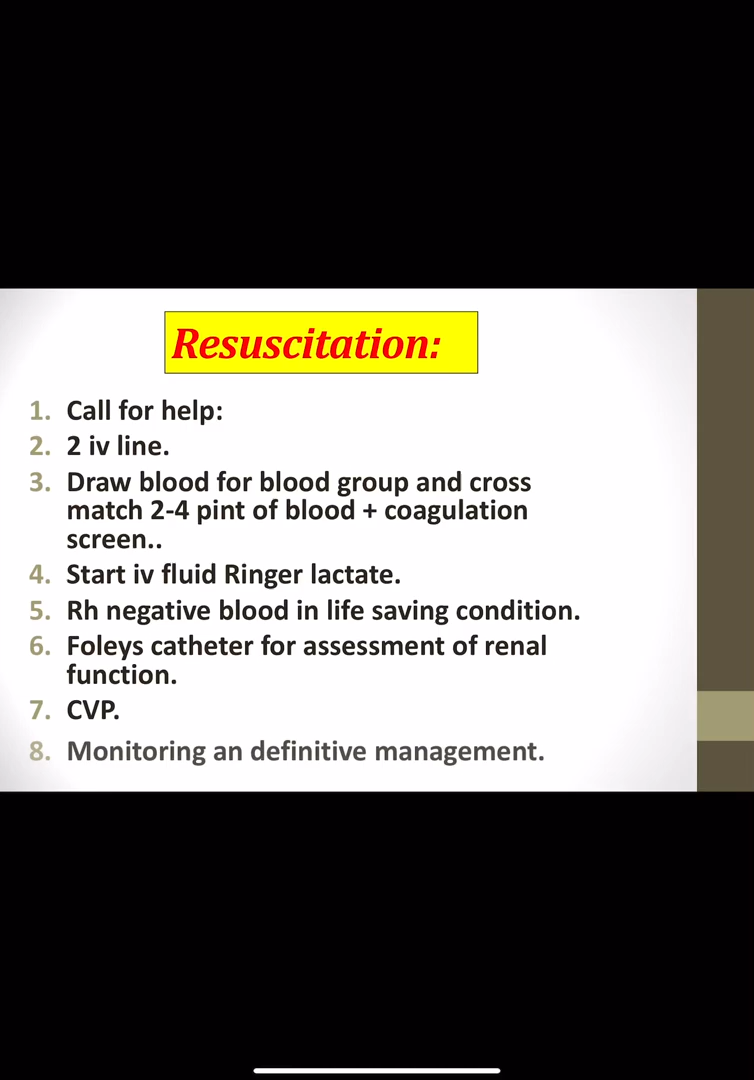 Resuscitation:
1. Call for help:
2. 2 iv line.
3. Draw blood for blood group and cross
match 2-4 pint of blood + coagulation
screen..
4. Start iv fluid Ringer lactate.
5. Rh negative blood in life saving condition.
6. Foleys catheter for assessment of renal
function.
7. CVP.
8. Monitoring an definitive management.